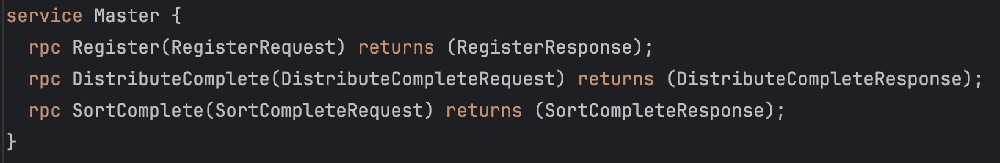 service Master {
  rpc Register(RegisterRequest) returns (RegisterResponse);
  rpc DistributeComplete(DistributeCompleteRequest) returns (DistributeCompleteResponse);
  rpc SortComplete(SortCompleteRequest) returns (SortCompleteResponse);
}